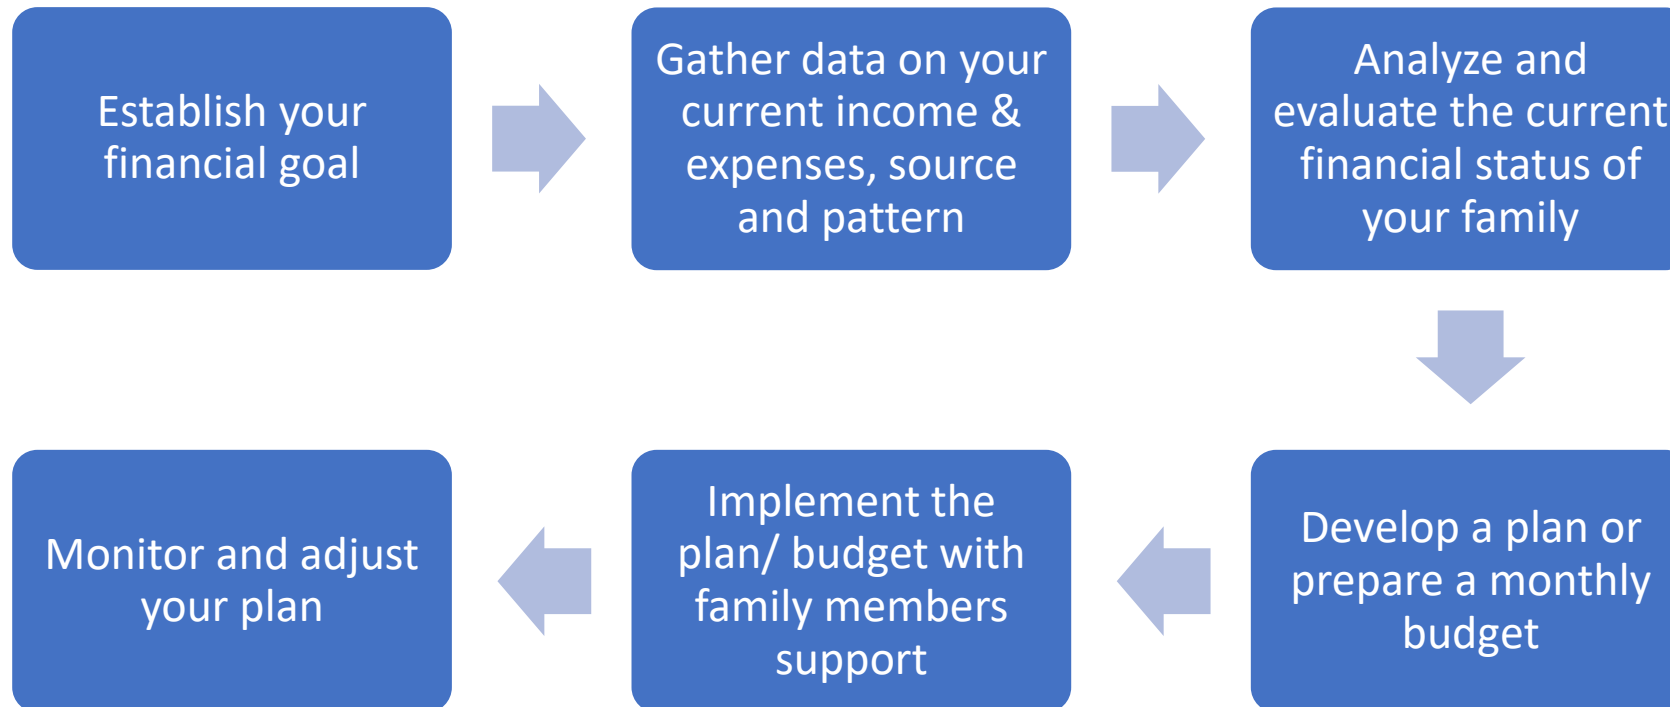 Establish your
financial goal
Gather data on your
current income &
expenses, source
and pattern
Analyze and
evaluate the current
financial status of
your family
Develop a plan or
prepare a monthly
budget
Implement the
plan/ budget with
family members
support
Monitor and adjust
your plan